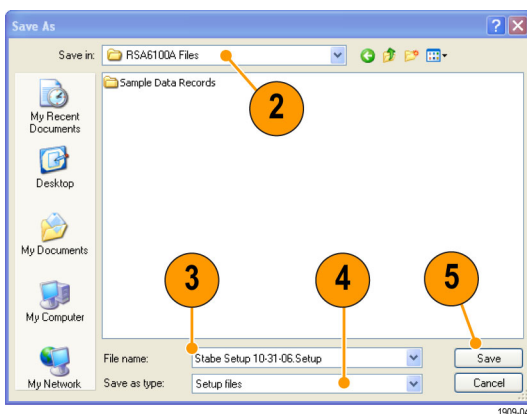 Save As
Save in:
RSA6100A Files
2
Sample Data Records
My Recent
Documents
Desktop
My Documents
My Computer
My Network
3
4
5
File name:
Stabe Setup 10-31-06.Setup
Save
Save as type:
Setup files
Cancel